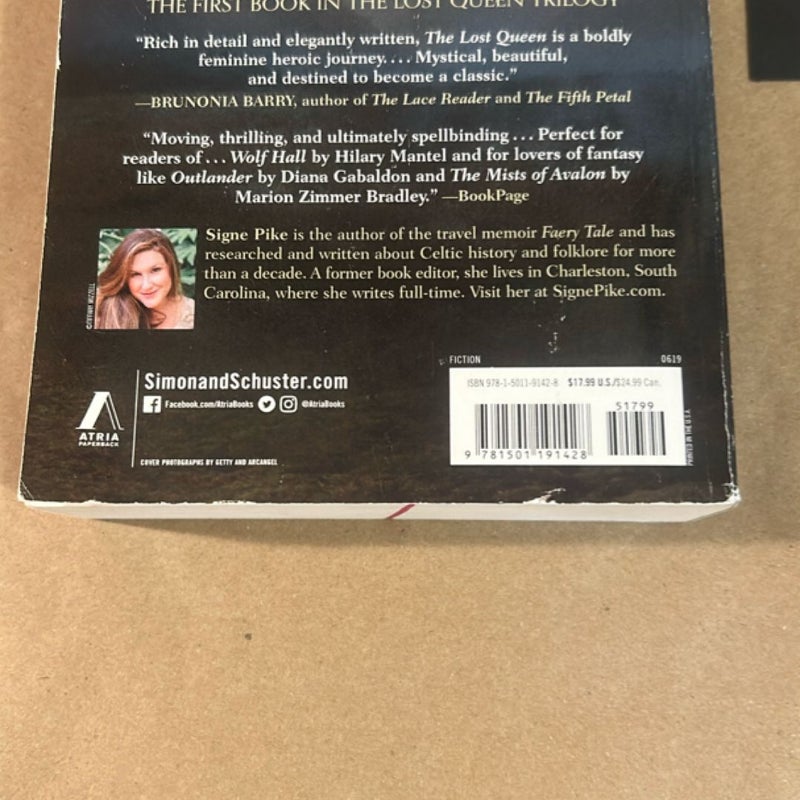 THE FIRST BOOK IN THE LOST QUEEN TRILOGY
“Rich in detail and elegantly written, The Lost Queen is a boldly
feminine heroic journey.... Mystical, beautiful,
and destined to become a classic.”
—BRUNONIA BARRY, author of The Lace Reader and The Fifth Petal
“Moving, thrilling, and ultimately spellbinding... Perfect for
readers of... Wolf Hall by Hilary Mantel and for lovers of fantasy
like Outlander by Diana Gabaldon and The Mists of Avalon by
Marion Zimmer Bradley.” —BookPage
Signe Pike is the author of the travel memoir Faery Tale and has
researched and written about Celtic history and folklore for more
than a decade. A former book editor, she lives in Charleston, South
Carolina, where she writes full-time. Visit her at SignePike.com.
SimonandSchuster.com
Facebook.com/AtriaBooks @AtriaBooks
ATRIA
PAPERBACK
COVER PHOTOGRAPHS BY GETTY AND ARCANGEL
FICTION 0619
ISBN 978-1-5011-9142-8 $17.99 U.S./$24.99 Can.
51799
9 781501 191428
PRINTED IN THE U.S.A.